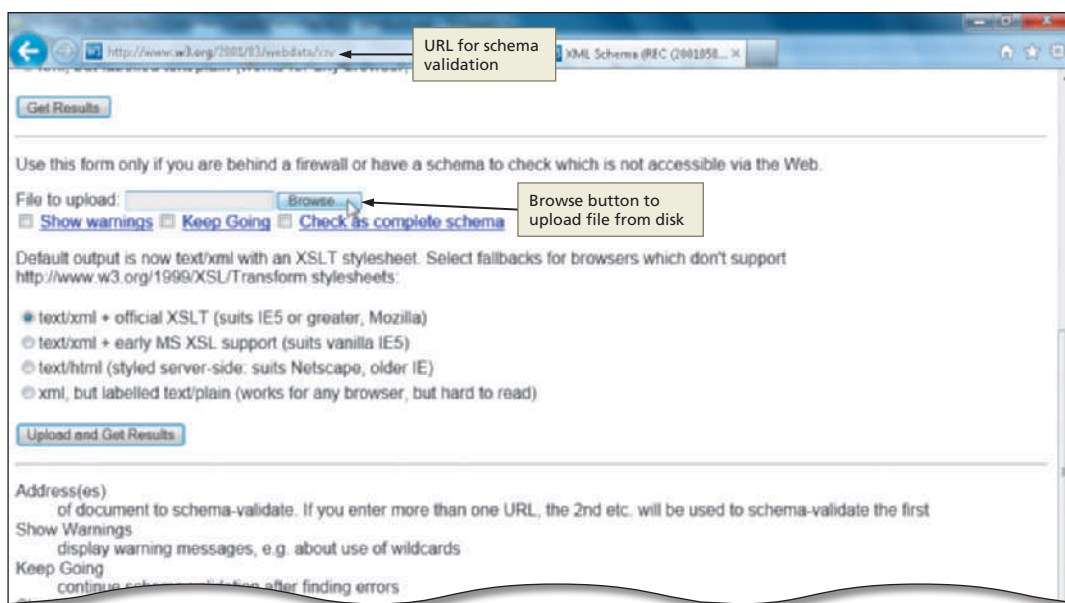 http://www.w3.org/2001/03/webdata/xsv
URL for schema
validation
XML Schema (REC (2001050...
Get Results
Use this form only if you are behind a firewall or have a schema to check which is not accessible via the Web.
File to upload:
Browse...
Browse button to
upload file from disk
Show warnings Keep Going Check as complete schema
Default output is now text/xml with an XSLT stylesheet. Select fallbacks for browsers which don't support
http://www.w3.org/1999/XSL/Transform stylesheets:
text/xml + official XSLT (suits IE5 or greater, Mozilla)
text/xml + early MS XSL support (suits vanilla IE5)
text/html (styled server-side: suits Netscape, older IE)
xml, but labelled text/plain (works for any browser, but hard to read)
Upload and Get Results
Address(es)
of document to schema-validate. If you enter more than one URL, the 2nd etc. will be used to schema-validate the first
Show Warnings
display warning messages, e.g. about use of wildcards
Keep Going
continue schema validation after finding errors